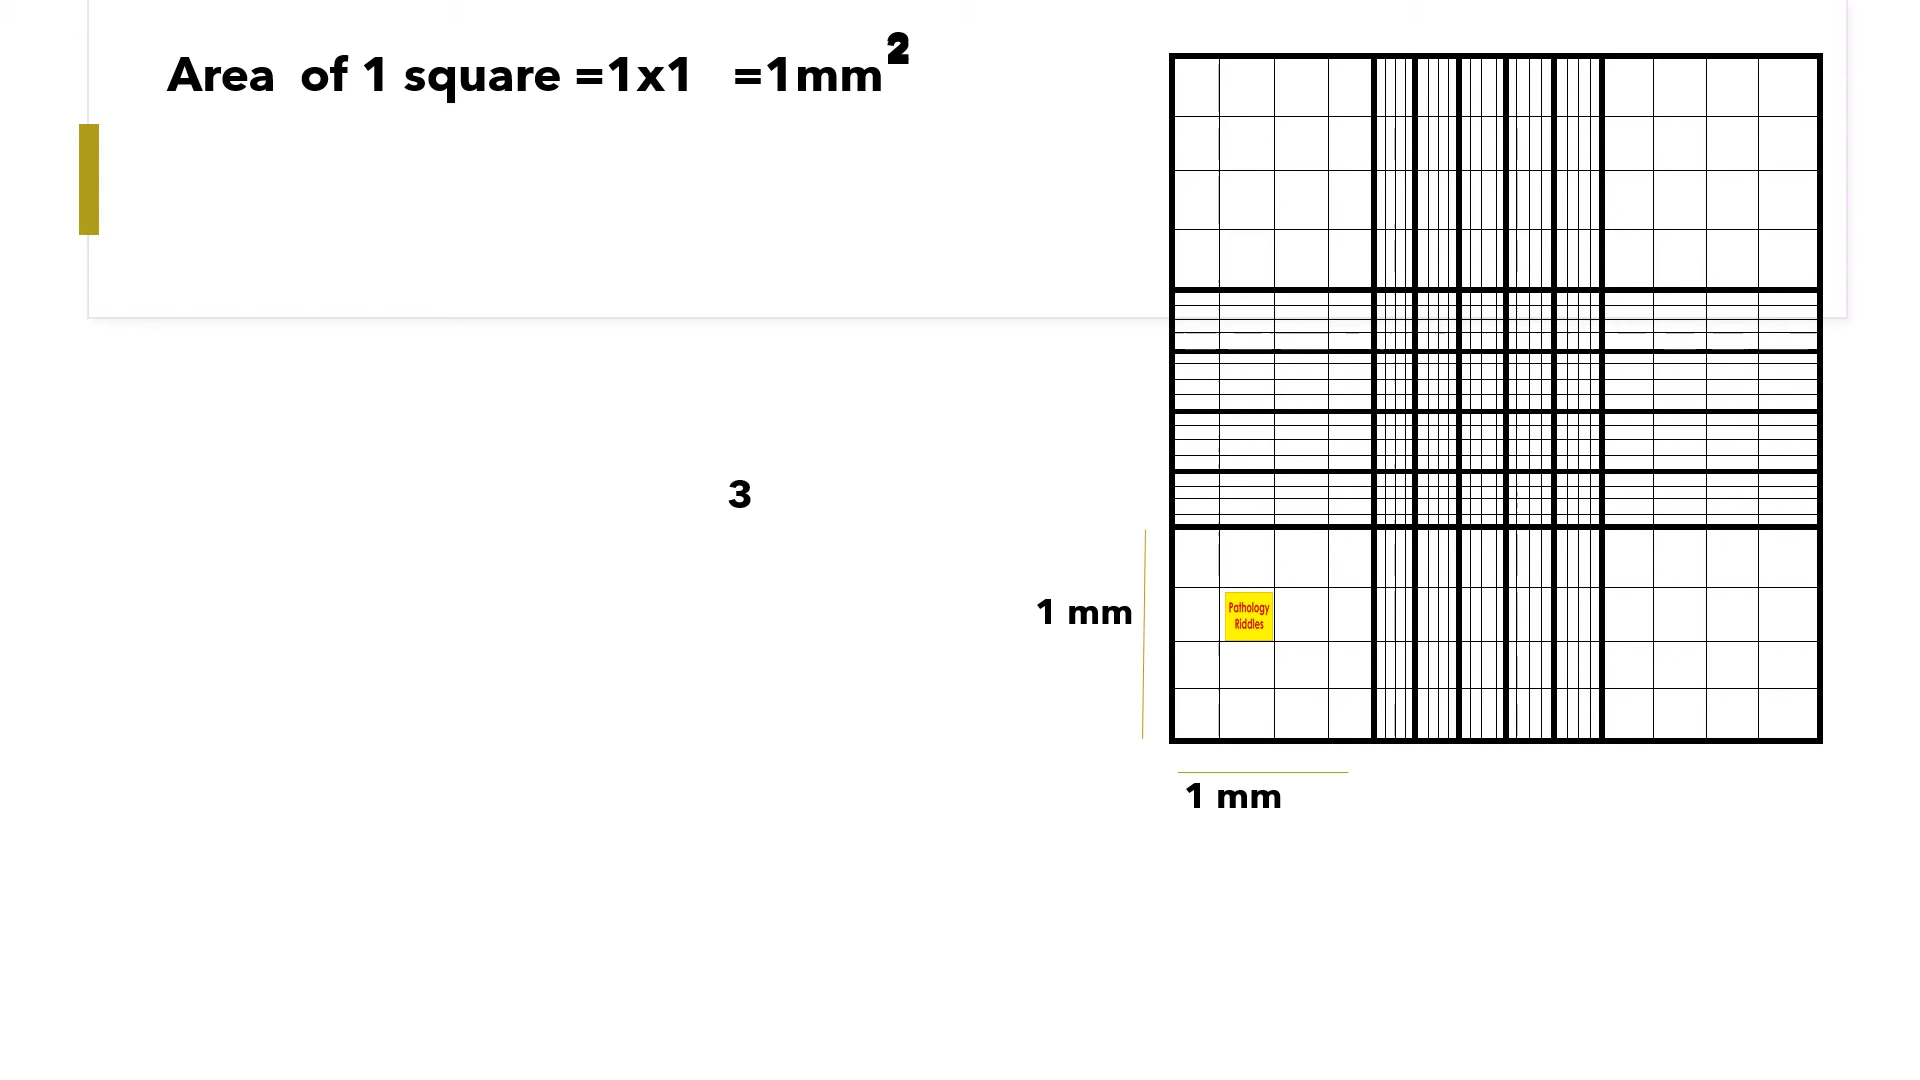 Area of 1 square =1x1 =1mm²
3
1 mm
Pathology
Riddles
1 mm